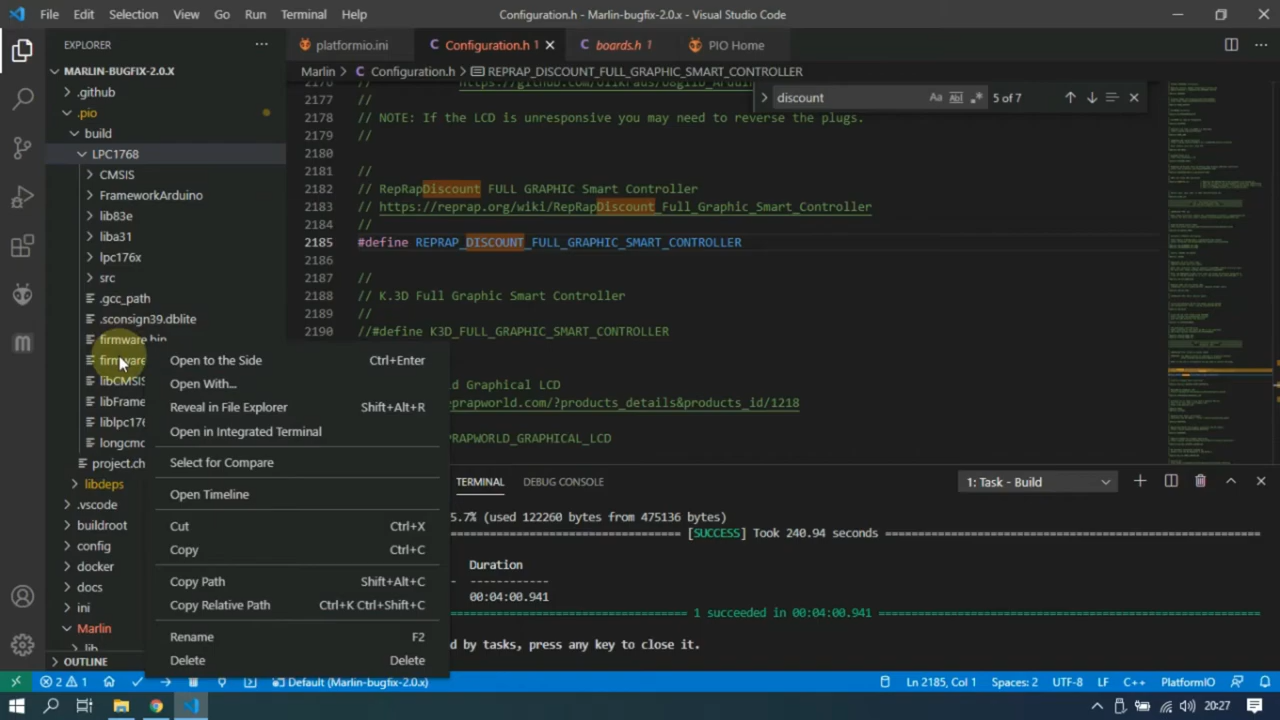 File Edit Selection View Go Run Terminal Help
Configuration.h - Marlin-bugfix-2.0.x - Visual Studio Code
EXPLORER
MARLIN-BUGFIX-2.0.X
.github
.pio
build
LPC1768
CMSIS
FrameworkArduino
lib83e
liba31
lpc176x
src
.gcc_path
.sconsign39.dblite
firmware.bin
firmware
libCMSIS
libFrame
liblpc176
longcmd
project.ch
libdeps
.vscode
buildroot
config
docker
docs
ini
Marlin
lib
OUTLINE
platformio.ini
Configuration.h 1
boards.h 1
PIO Home
Marlin > Configuration.h > REPRAP_DISCOUNT_FULL_GRAPHIC_SMART_CONTROLLER
discount
Aa
5 of 7
2177 //
2178 // NOTE: If the LCD is unresponsive you may need to reverse the plugs.
2179 //
2180
2181 //
2182 // RepRapDiscount FULL GRAPHIC Smart Controller
2183 // https://reprap.org/wiki/RepRapDiscount_Full_Graphic_Smart_Controller
2184 //
2185 #define REPRAP_DISCOUNT_FULL_GRAPHIC_SMART_CONTROLLER
2186
2187 //
2188 // K.3D Full Graphic Smart Controller
2189 //
2190 //#define K3D_FULL_GRAPHIC_SMART_CONTROLLER
ld Graphical LCD
reprapworld.com/?products_details&products_id/1218
PRAPWORLD_GRAPHICAL_LCD
Open to the Side Ctrl+Enter
Open With...
Reveal in File Explorer Shift+Alt+R
Open in Integrated Terminal
Select for Compare
Open Timeline
Cut Ctrl+X
Copy Ctrl+C
Copy Path Shift+Alt+C
Copy Relative Path Ctrl+K Ctrl+Shift+C
Rename F2
Delete Delete
TERMINAL DEBUG CONSOLE
1: Task - Build
5.7% (used 122260 bytes from 475136 bytes)
[SUCCESS] Took 240.94 seconds
Duration
00:04:00.941
1 succeeded in 00:04:00.941
d by tasks, press any key to close it.
2 1
Default (Marlin-bugfix-2.0.x)
Ln 2185, Col 1
Spaces: 2
UTF-8
LF
C++
PlatformIO
20:27